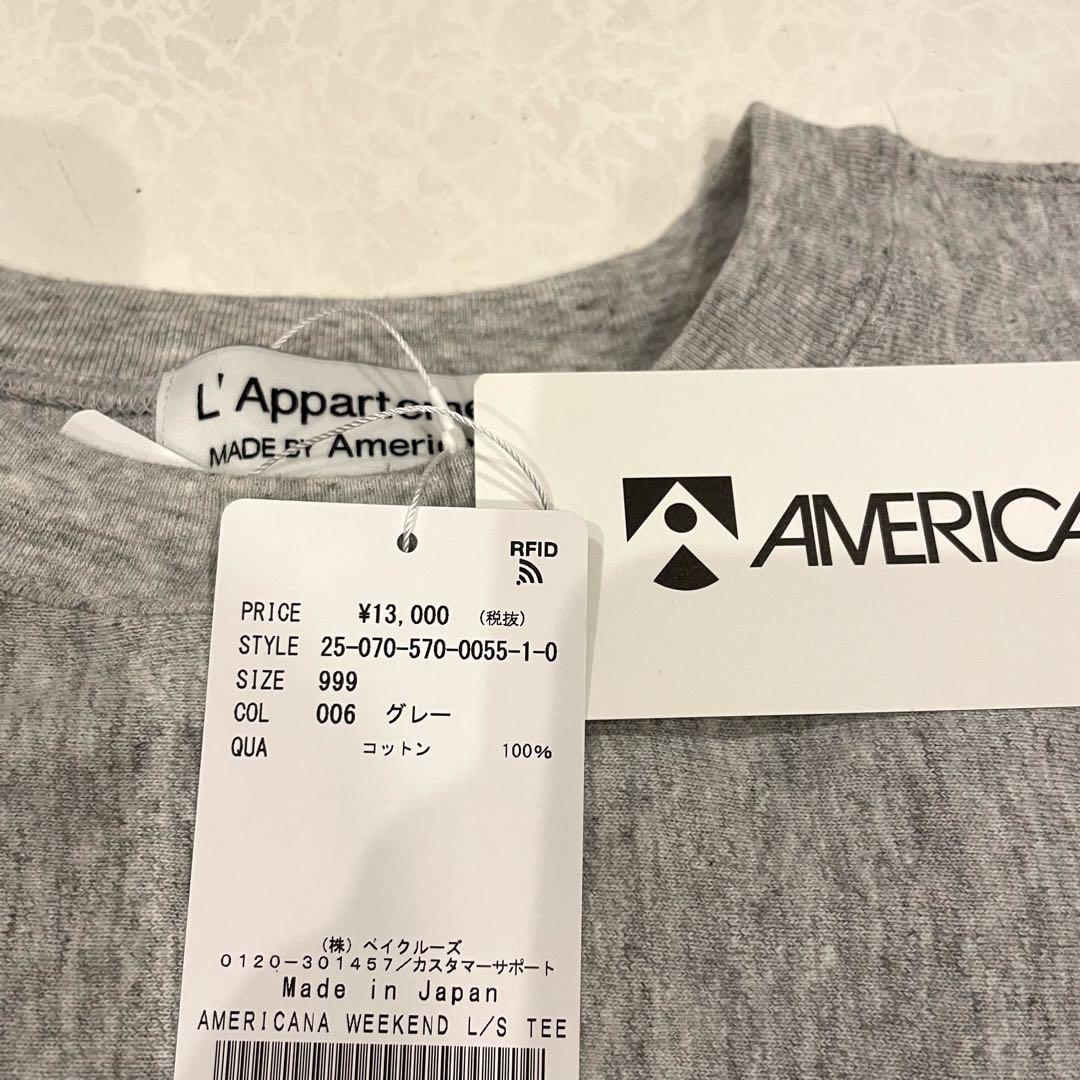 L'Apparteme
MADE BY Americ
AMERICA
RFID
PRICE ¥13,000 (税抜)
STYLE 25-070-570-0055-1-0
SIZE 999
COL 006 グレー
QUA コットン 100%
(株)ベイクルーズ
0120-301457/カスタマーサポート
Made in Japan
AMERICANA WEEKEND L/S TEE